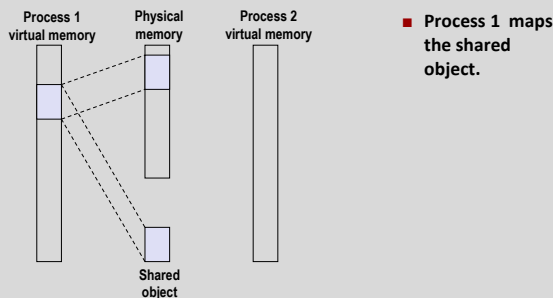 Process 1
virtual memory
Physical
memory
Process 2
virtual memory
Process 1 maps
the shared
object.
Shared
object